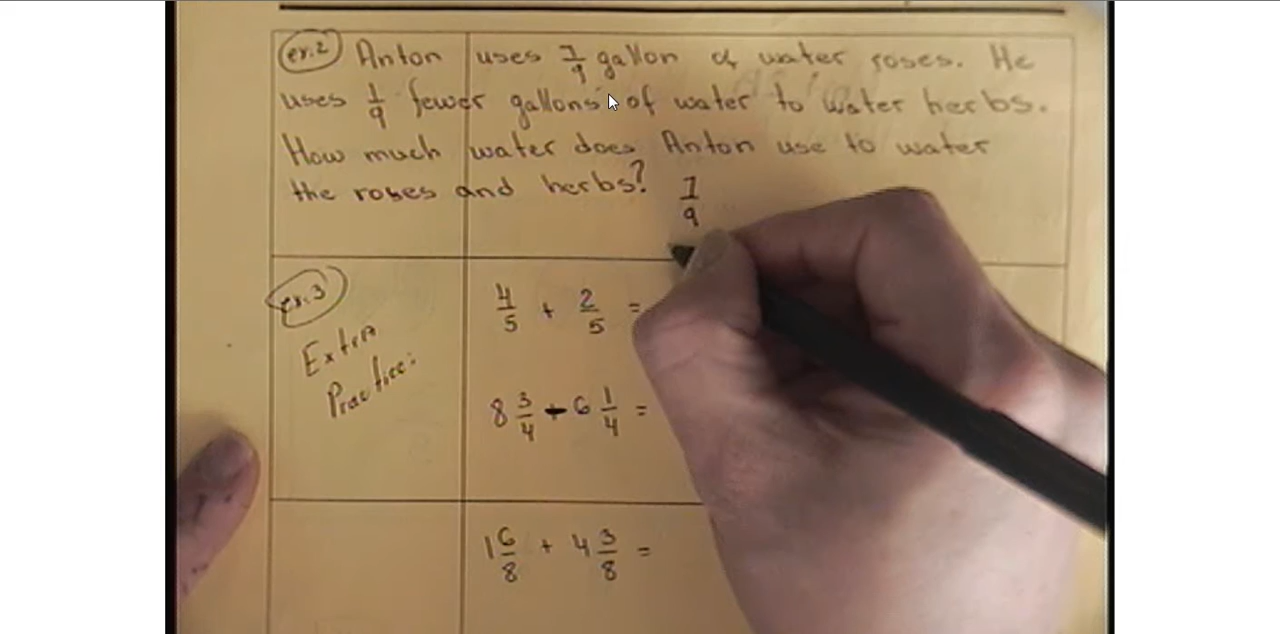 ex.2 Anton uses 7/9 gallon of water roses. He
uses 1/9 fewer gallons of water to water herbs.
How much water does Anton use to water
the roses and herbs? 7/9
ex.3 4/5 + 2/5 =
Extra
Practice:
8 3/4 - 6 1/4 =
1 6/8 + 4 3/8 =